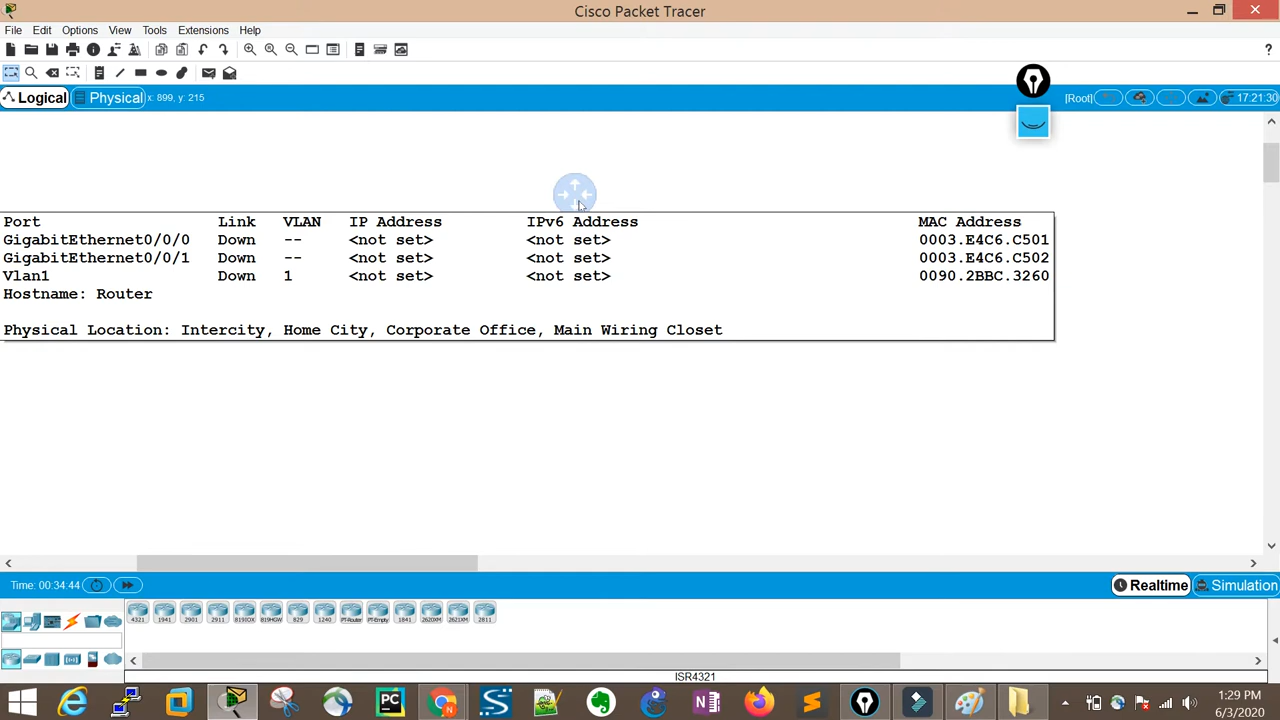 Cisco Packet Tracer
File Edit Options View Tools Extensions Help
?
Logical Physical x: 899, y: 215 [Root] 17:21:30
Port Link VLAN IP Address IPv6 Address MAC Address
GigabitEthernet0/0/0 Down -- <not set> <not set> 0003.E4C6.C501
GigabitEthernet0/0/1 Down -- <not set> <not set> 0003.E4C6.C502
Vlan1 Down 1 <not set> <not set> 0090.2BBC.3260
Hostname: Router
Physical Location: Intercity, Home City, Corporate Office, Main Wiring Closet
Time: 00:34:44 Realtime Simulation
4321 1941 2901 2911 819IOX 819HGW 829 1240 PT-Router PT-Empty 1841 2620XM 2621XM 2811
ISR4321
PC N
1:29 PM
6/3/2020